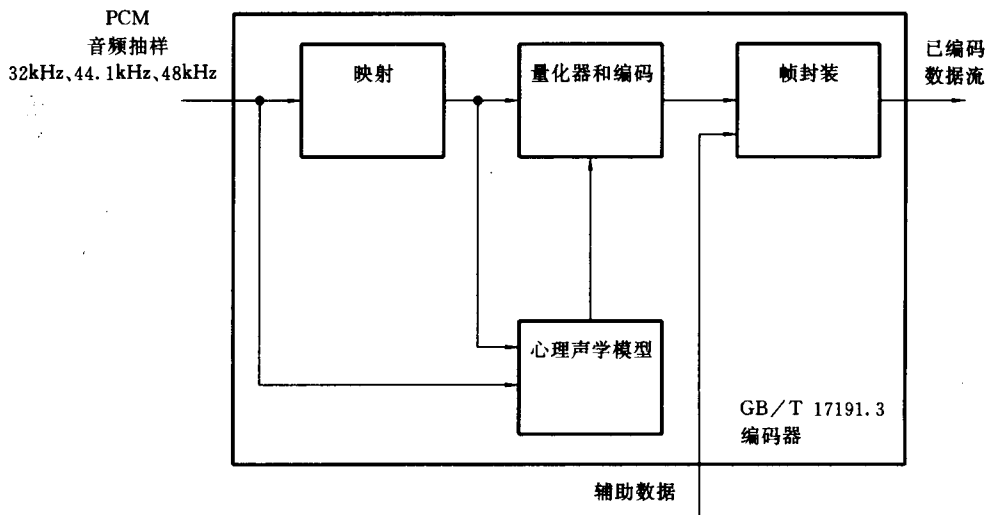 PCM
音频抽样
32kHz、44.1kHz、48kHz
映射
量化器和编码
帧封装
已编码
数据流
心理声学模型
GB/T 17191.3
编码器
辅助数据